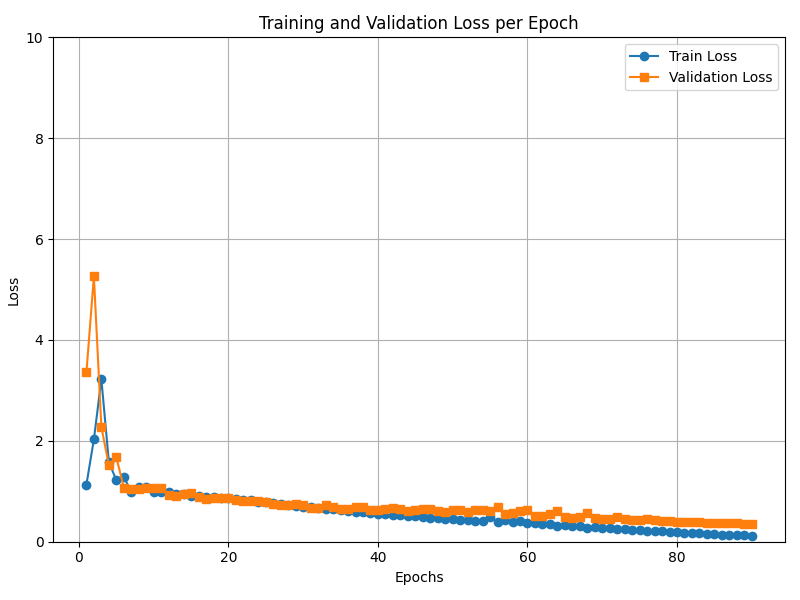 Training and Validation Loss per Epoch
10
8
6
4
2
0
Loss
Train Loss
Validation Loss
0 20 40 60 80
Epochs